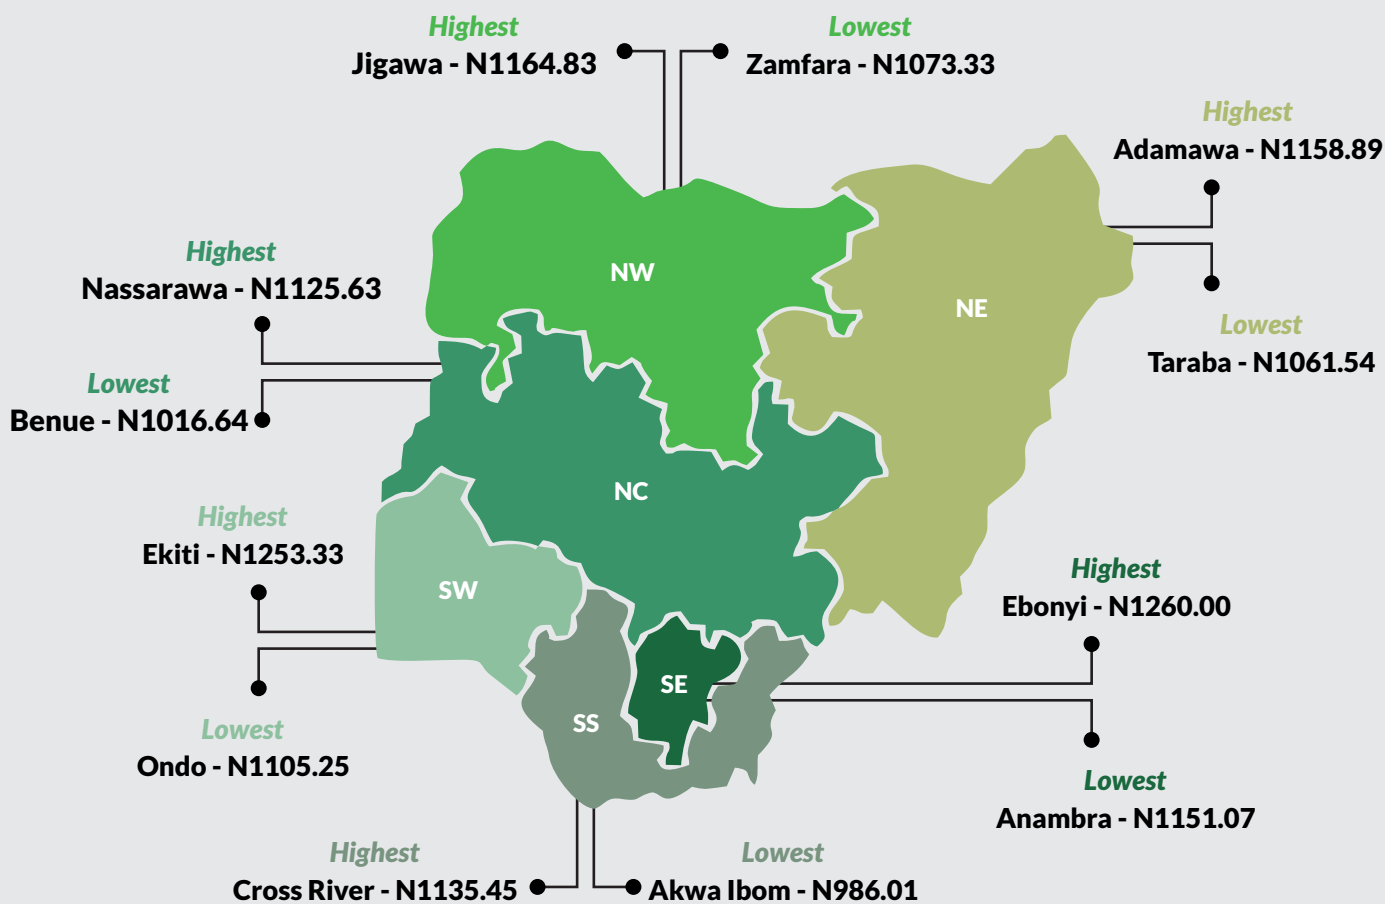 Highest
Jigawa - N1164.83
Lowest
Zamfara - N1073.33
Highest
Adamawa - N1158.89
Lowest
Taraba - N1061.54
Highest
Nassarawa - N1125.63
Lowest
Benue - N1016.64
NW
NE
NC
Highest
Ekiti - N1253.33
Lowest
Ondo - N1105.25
SW
SS
SE
Highest
Ebonyi - N1260.00
Lowest
Anambra - N1151.07
Highest
Cross River - N1135.45
Lowest
Akwa Ibom - N986.01